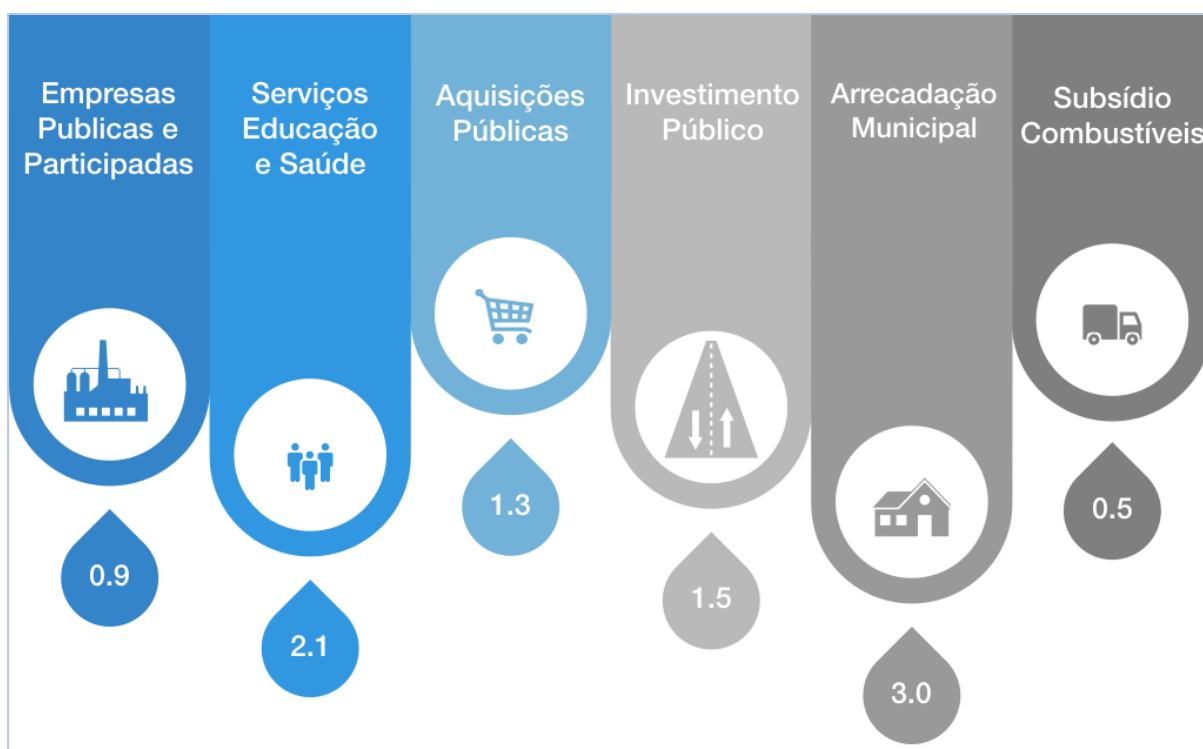 Empresas
Publicas e
Participadas
0.9
Serviços
Educação
e Saúde
2.1
Aquisições
Públicas
1.3
Investimento
Público
1.5
Arrecadação
Municipal
3.0
Subsídio
Combustíveis
0.5